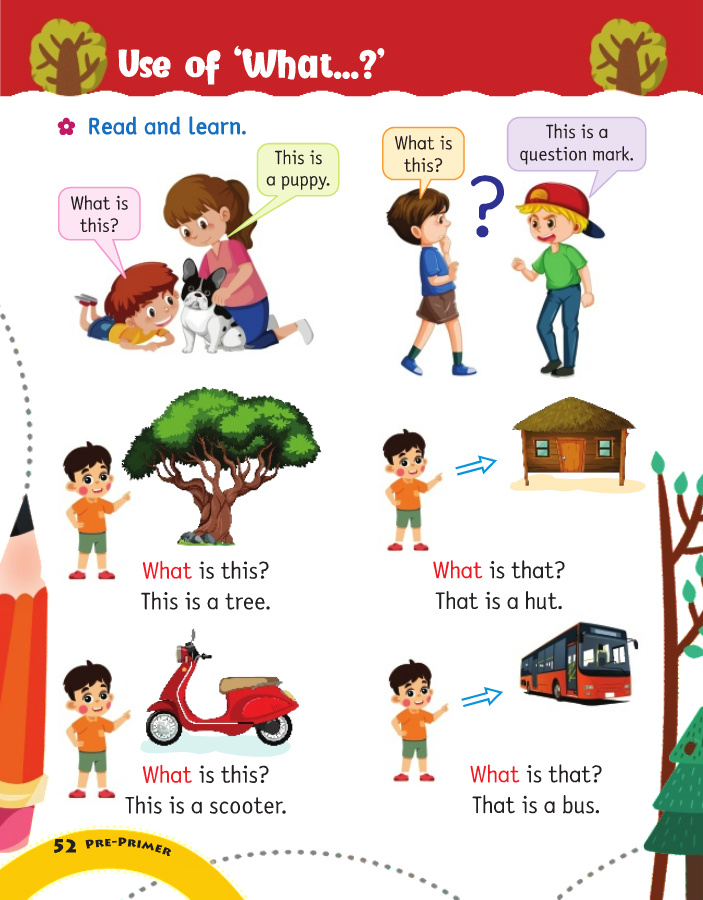 Use of ‘What...?’
Read and learn.
What is
this?
This is
a puppy.
What is
this?
This is a
question mark.
?
What is this?
This is a tree.
What is that?
That is a hut.
What is this?
This is a scooter.
What is that?
That is a bus.
52 PRE-PRIMER